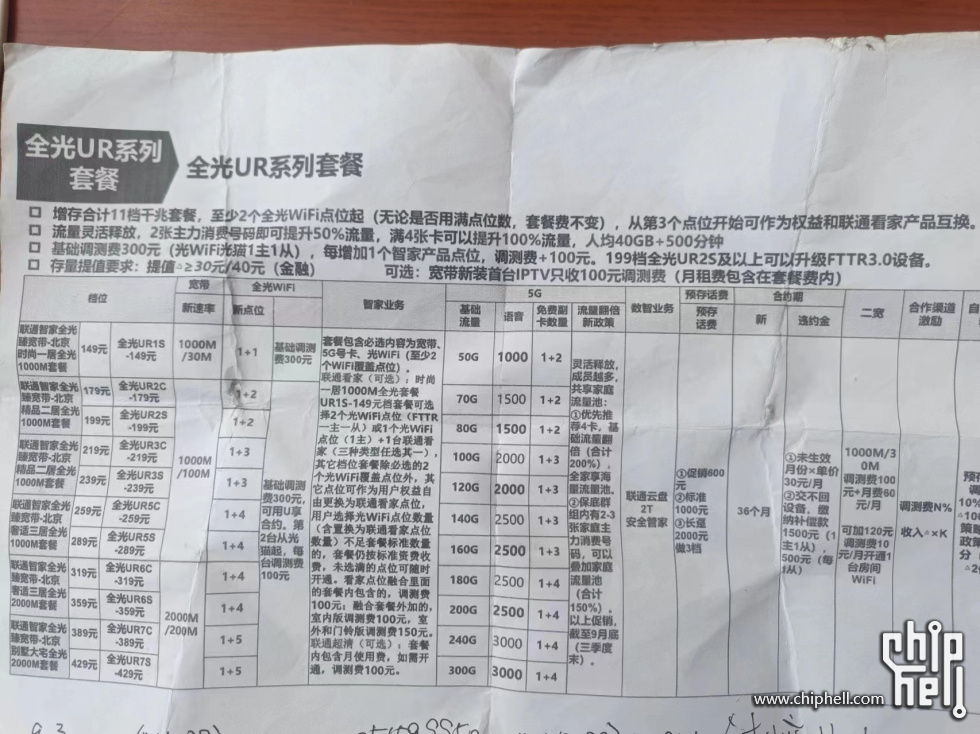 全光UR系列
套餐
全光UR系列套餐
□ 增存合计11档千兆套餐，至少2个全光WiFi点位起（无论是否用满点位数，套餐费不变），从第3个点位开始可作为权益和联通看家产品互换。
□ 流量灵活释放，2张主力消费号码即可提升50%流量，满4张卡可以提升100%流量，人均40GB+500分钟
□ 基础调测费300元（光WiFi光猫1主1从），每增加1个智家产品点位，调测费+100元。199档全光UR2S及以上可以升级FTTR3.0设备。
□ 存量提值要求：提值△≥30元/40元（金融） 可选：宽带新装首台IPTV只收100元调测费（月租费包含在套餐费内）
档位 宽带 全光WiFi 智家业务 5G 数智业务 预存话费 合约期 二宽 合作渠道
激励
新速率 新点位 基础
流量 语音 免费副
卡数量 流量翻倍
新政策 预存
话费 新 违约金
联通智家全光
臻宽带-北京
时尚一居全光
1000M套餐
149元 全光UR1S
-149元 1000M
/30M 1+1 基础调测
费300元 50G 1000 1+2
联通智家全光
臻宽带-北京
精品二居全光
1000M套餐
179元 全光UR2C
-179元 1+2 70G 1500 1+2
199元 全光UR2S
-199元 1+2 80G 1500 1+2
联通智家全光
臻宽带-北京
精品二居全光
1000M套餐
219元 全光UR3C
-219元 1+3 100G 2000 1+3
239元 全光UR3S
-239元 1+3 120G 2000 1+3
1000M
/100M
联通智家全光
臻宽带-北京
奢适三居全光
1000M套餐
259元 全光UR5C
-259元 1+4 140G 2500 1+3
289元 全光UR5S
-289元 1+4 160G 2500 1+3
联通智家全光
臻宽带-北京
奢适三居全光
2000M套餐
319元 全光UR6C
-319元 1+4 180G 2500 1+4
359元 全光UR6S
-359元 1+4 200G 2500 1+4
2000M
/200M
联通智家全光
臻宽带-北京
别墅大宅全光
2000M套餐
389元 全光UR7C
-389元 1+5 240G 3000 1+4
429元 全光UR7S
-429元 1+5 300G 3000 1+4
基础调测
费300元，
可用U享
合约。第
2台从光
猫起，每
台调测费
100元
套餐包含必选内容为宽带、
5G号卡、光WiFi（至少2
个WiFi覆盖点位）。
联通看家（可选）：时尚
一居1000M全光套餐
UR1S-149元档套餐可选
择2个光WiFi点位（FTTR
一主一从）或1个光WiFi
点位（1主）+1台联通看
家（三种类型任选其一），
其它档位套餐除必选的2
个光WiFi覆盖点位外，其
它点位可作为用户权益自
由更换为联通看家点位，
用户选择光WiFi点位数量
（含置换为联通看家点位
数量）不足套餐标准数量
的，套餐仍按标准资费收
费，未选满的点位可随时
开通。看家点位融合里面
的套餐内包含的，调测费
100元；融合套餐外加的，
室内版调测费100元，室
外和门铃版调测费150元。
联通超清（可选）：套餐
内包含月使用费，如需开
通，调测费100元。
灵活释放，
成员越多，
共享家庭
流量池：
①优先推
荐4卡，基
础流量翻
倍（合计
200%），
全家享海
量流量池。
②保底群
组内有2-3
张家庭主
力消费号
码，可以
叠加家庭
流量池
（合计
150%）。
以上促销，
截至9月底
（三季度
末）。
联通云盘
2T
安全管家
①促销600
元
②标准
1000元
③长趸
2000元
做3档
36个月
①未生效
月份×单价
30元/月
②交不回
设备，缴
纳补偿款
1500元（1
主1从），
500元（每
1从）
1000M/30
M
调测费100
元+月费60
元/月
可加120元
调测费10
元/月开通1
台房间
WiFi
调测费N%
收入△×K
chip
hell
www.chiphell.com